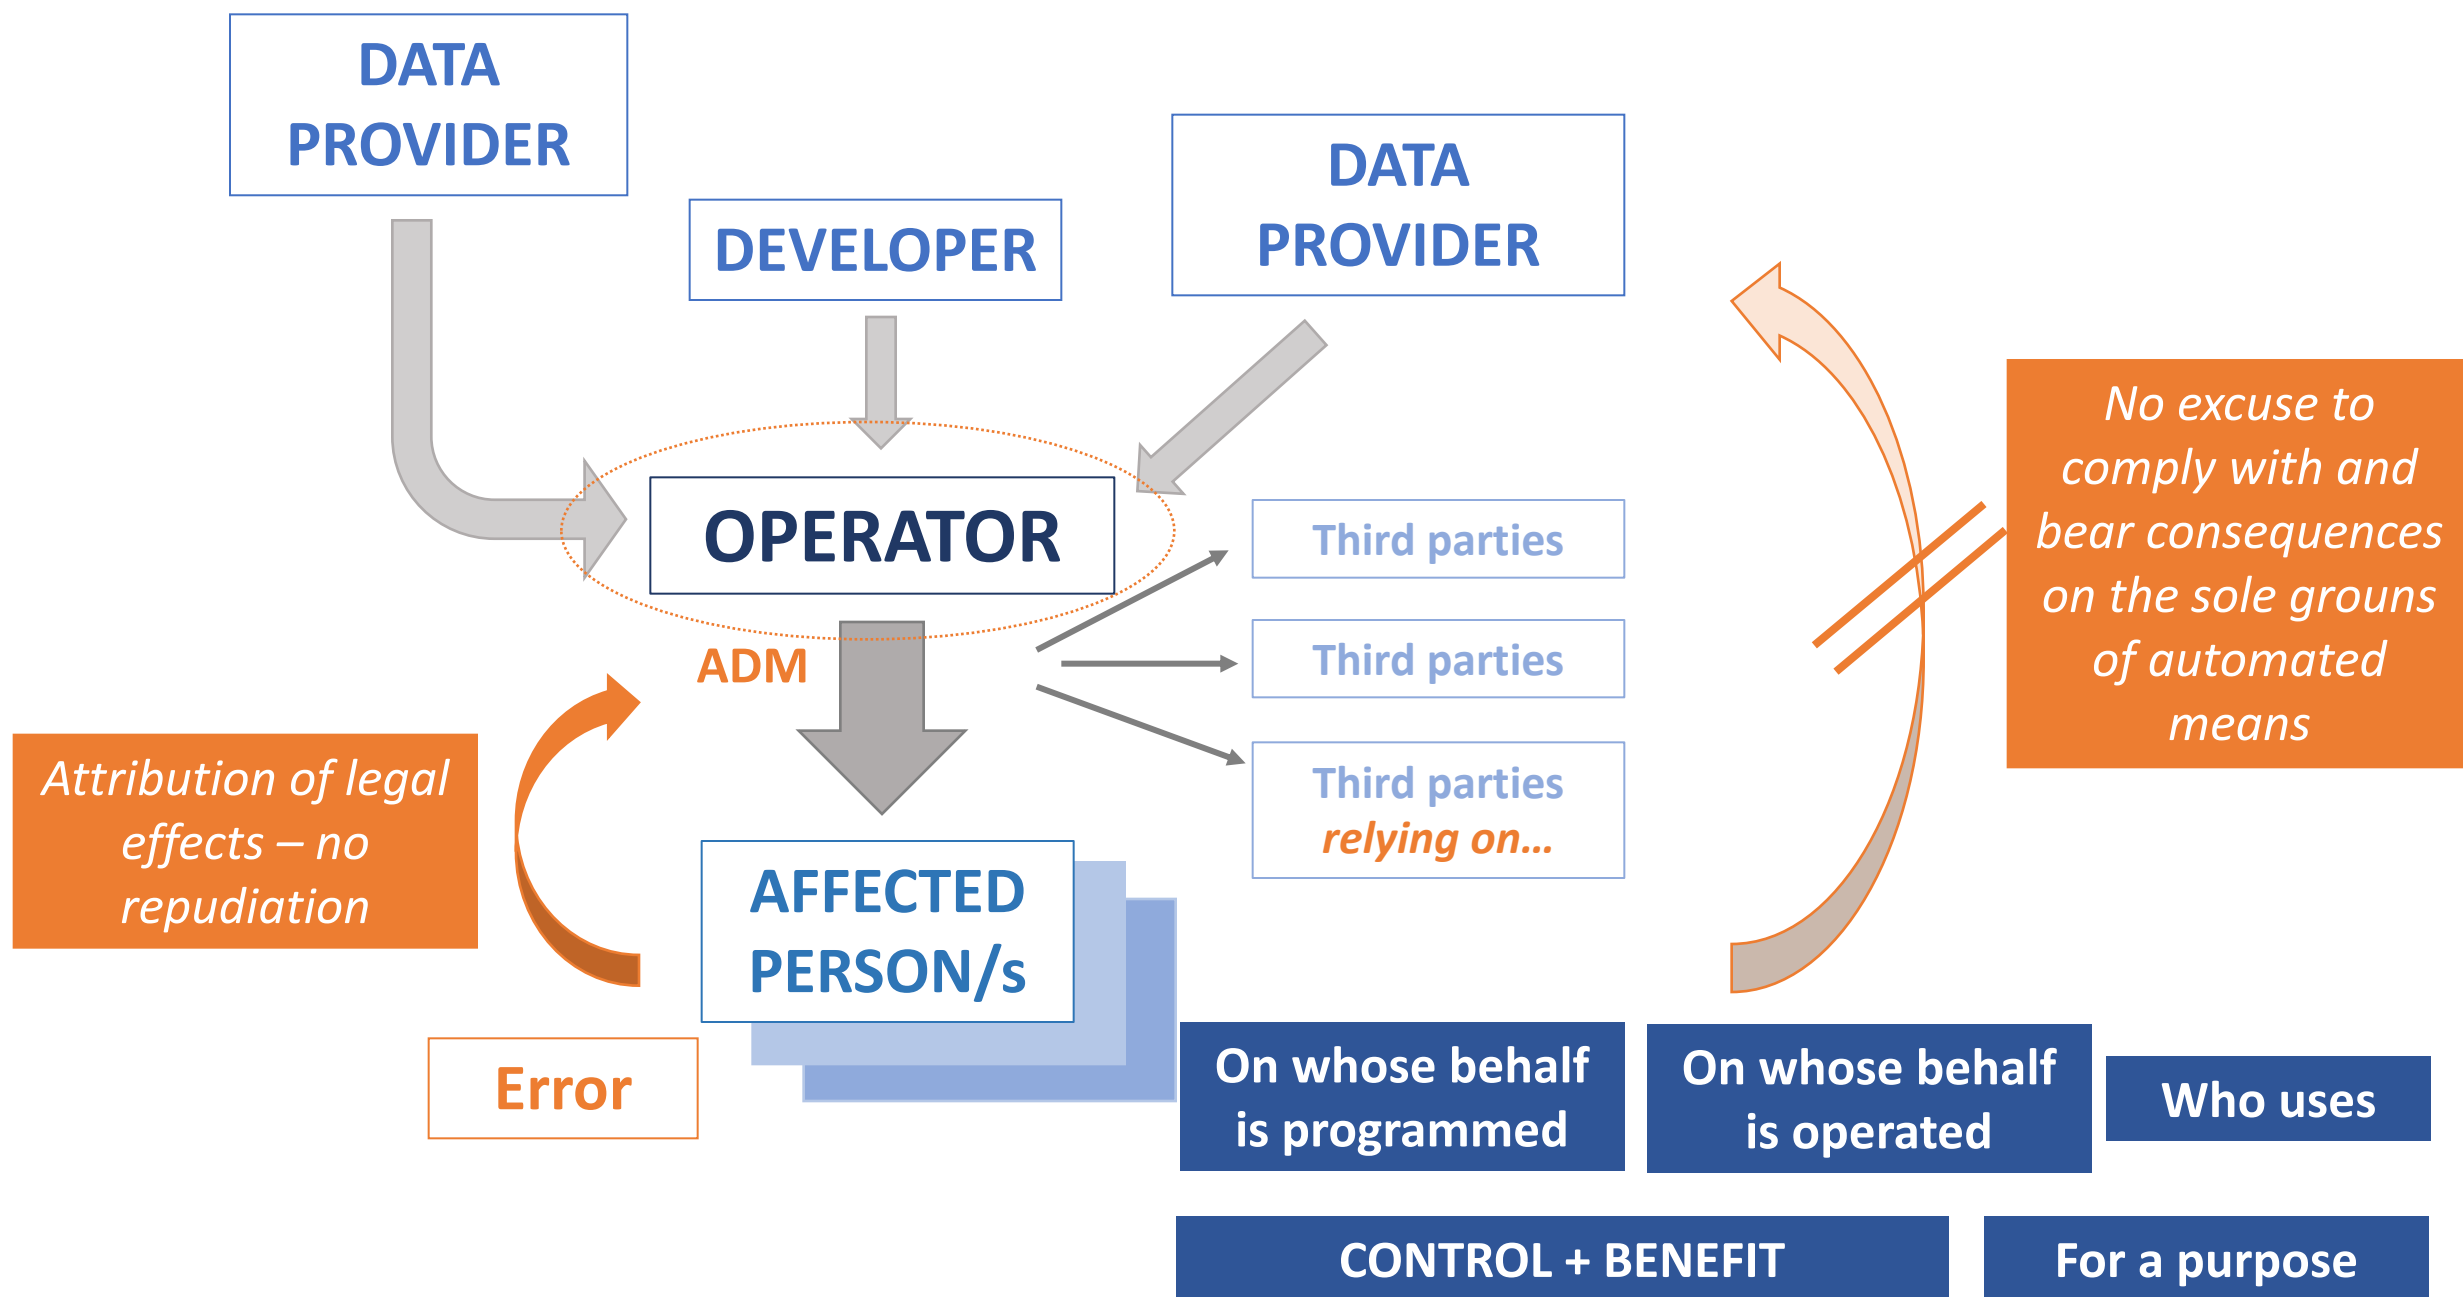 DATA
PROVIDER
DEVELOPER
DATA
PROVIDER
OPERATOR
ADM
Third parties
Third parties
Third parties
relying on...
No excuse to
comply with and
bear consequences
on the sole grouns
of automated
means
Attribution of legal
effects – no
repudiation
AFFECTED
PERSON/s
Error
On whose behalf
is programmed
On whose behalf
is operated
Who uses
CONTROL + BENEFIT
For a purpose